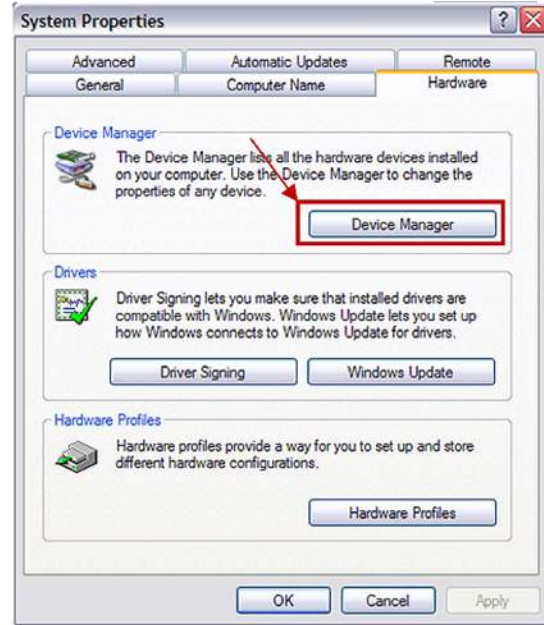 System Properties
Advanced Automatic Updates Remote
General Computer Name Hardware
Device Manager
The Device Manager lists all the hardware devices installed
on your computer. Use the Device Manager to change the
properties of any device.
Device Manager
Drivers
Driver Signing lets you make sure that installed drivers are
compatible with Windows. Windows Update lets you set up
how Windows connects to Windows Update for drivers.
Driver Signing Windows Update
Hardware Profiles
Hardware profiles provide a way for you to set up and store
different hardware configurations.
Hardware Profiles
OK Cancel Apply